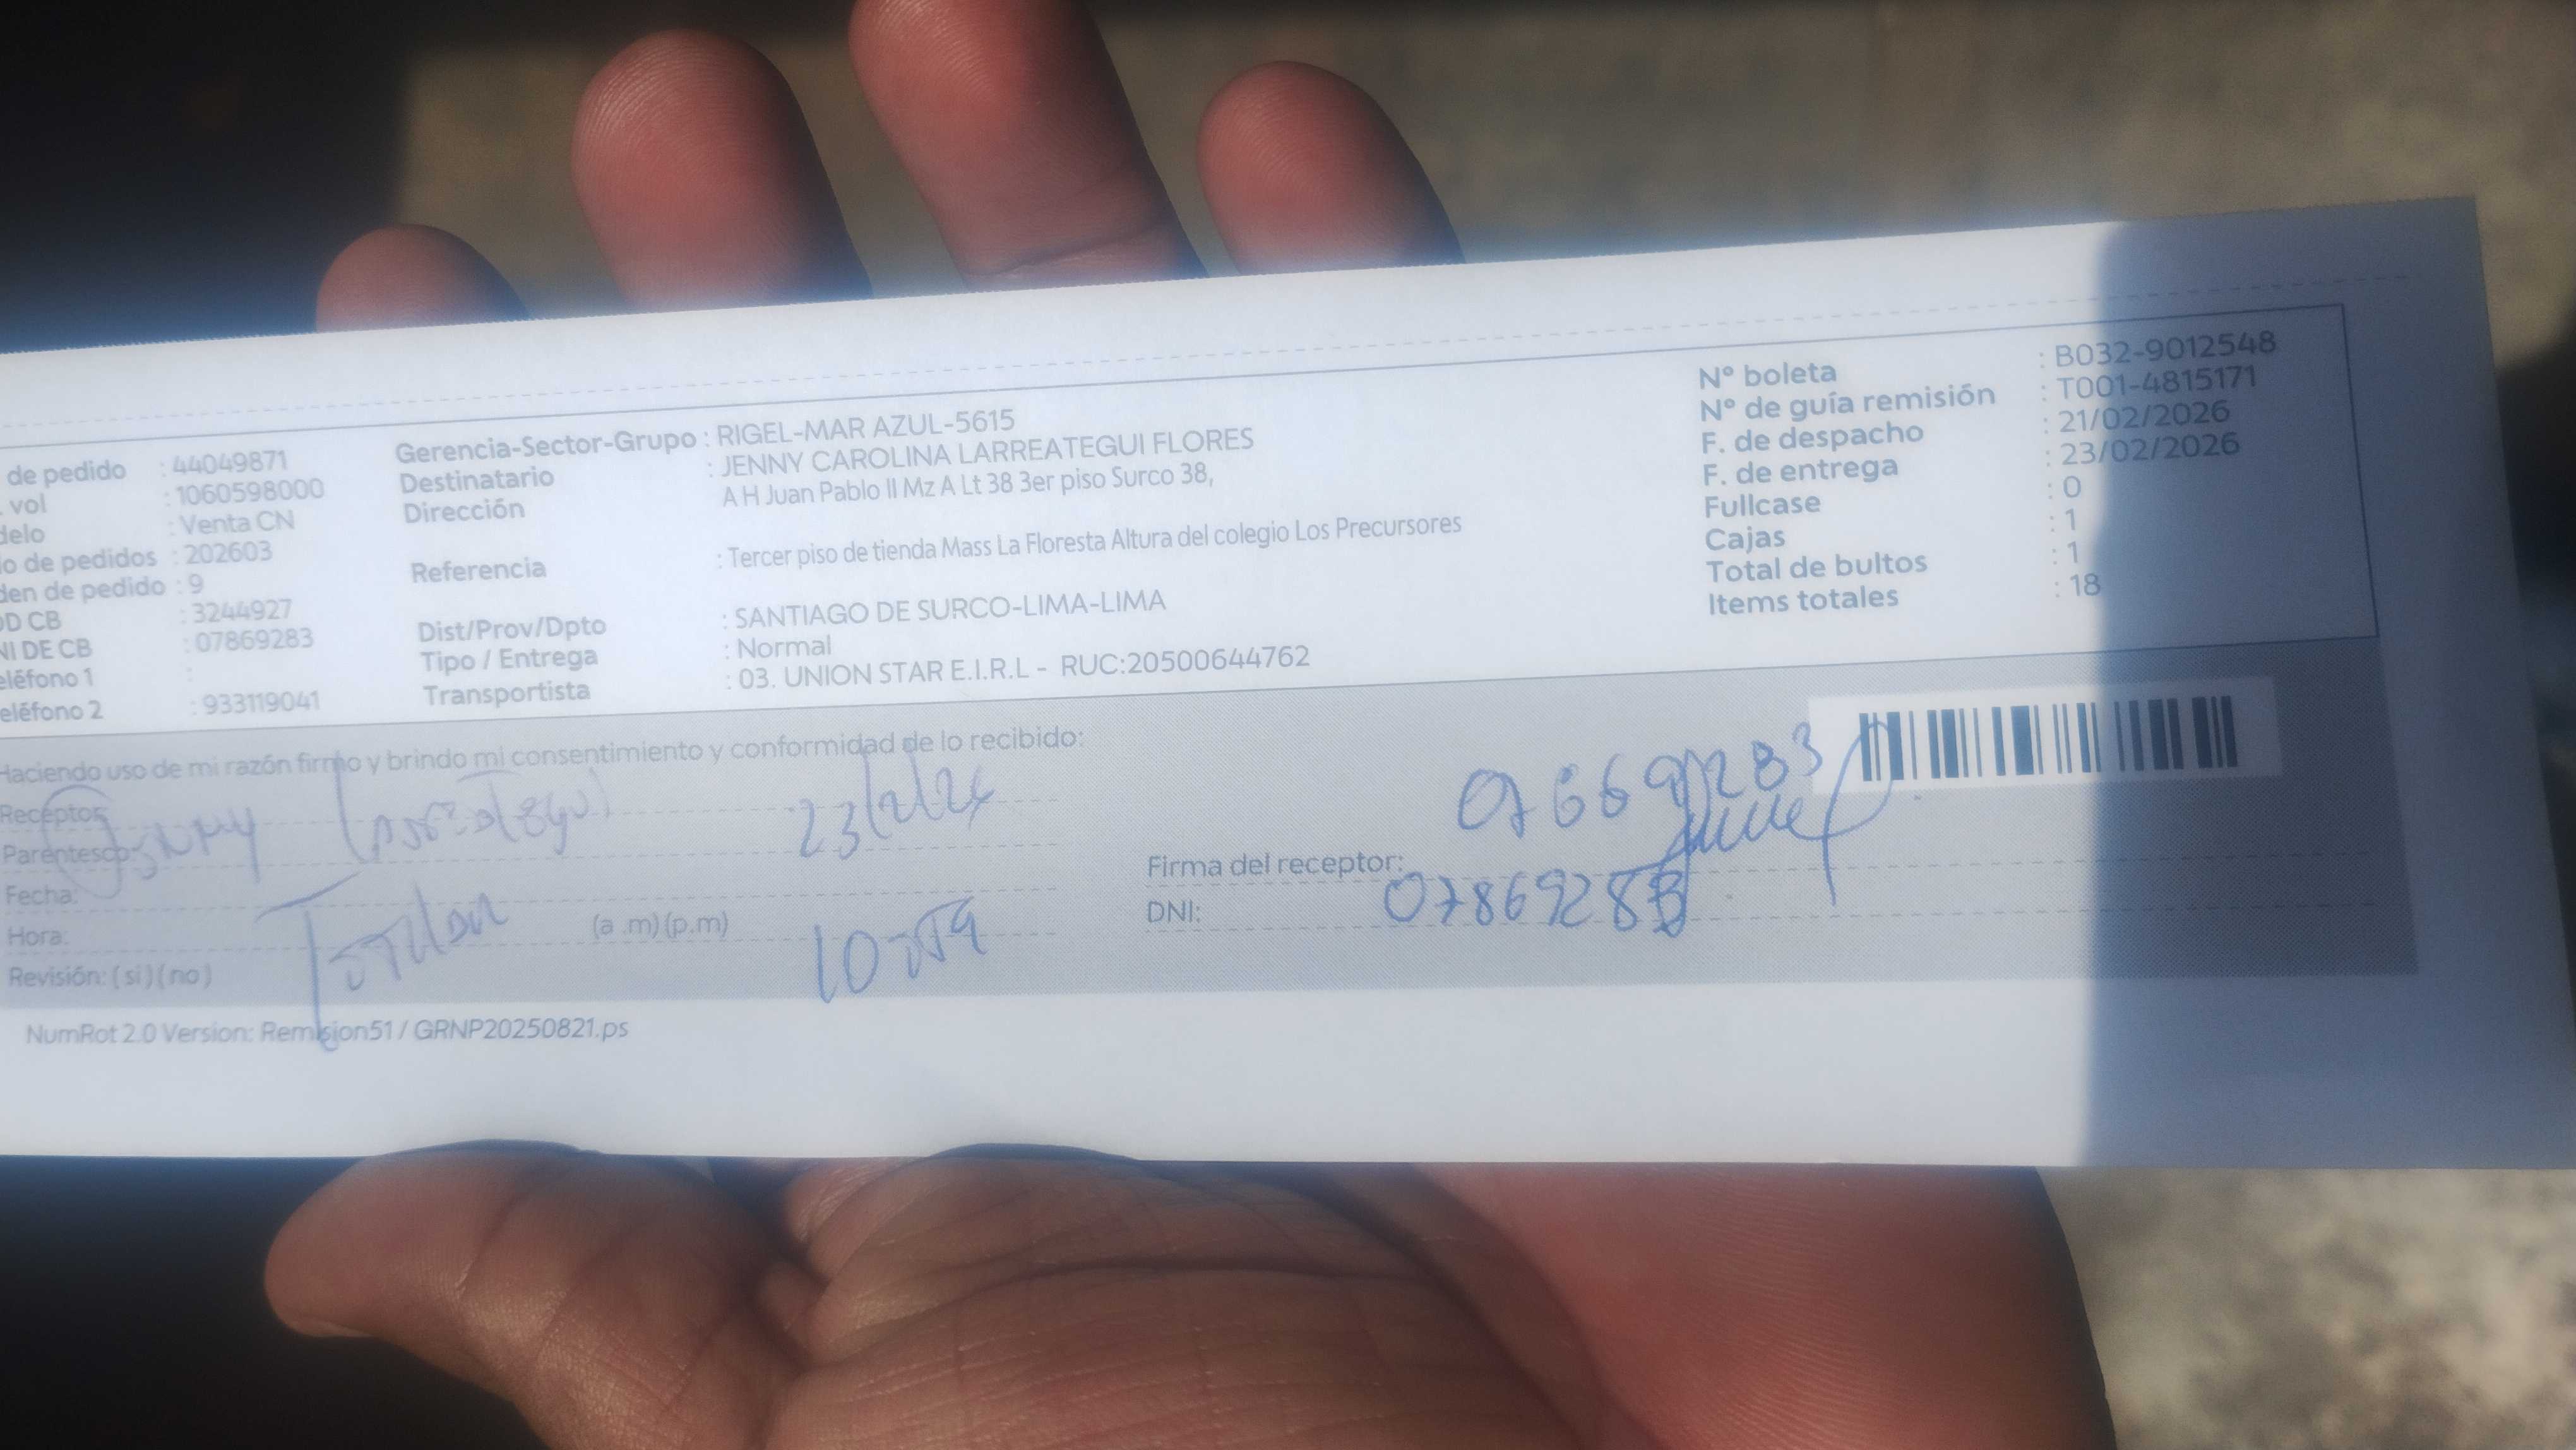 de pedido : 44049871
vol : 1060598000
delo : Venta CN
o de pedidos : 202603
den de pedido : 9
OD CB : 3244927
NI DE CB : 07869283
eléfono 1 :
eléfono 2 : 933119041
Gerencia-Sector-Grupo : RIGEL-MAR AZUL-5615
Destinatario : JENNY CAROLINA LARREATEGUI FLORES
Dirección A H Juan Pablo II Mz A Lt 38 3er piso Surco 38,
Referencia : Tercer piso de tienda Mass La Floresta Altura del colegio Los Precursores
Dist/Prov/Dpto : SANTIAGO DE SURCO-LIMA-LIMA
Tipo / Entrega : Normal
Transportista : 03. UNION STAR E.I.R.L - RUC:20500644762
Nº boleta : B032-9012548
Nº de guía remisión : T001-4815171
F. de despacho : 21/02/2026
F. de entrega : 23/02/2026
Fullcase : 0
Cajas : 1
Total de bultos : 1
Items totales : 18
Haciendo uso de mi razón firmo y brindo mi consentimiento y conformidad de lo recibido:
Receptor:
Parentesco:
Fecha:
Hora: (a .m) (p.m)
Revisión: ( si ) ( no )
Firma del receptor:
DNI: 07869283
NumRot 2.0 Version: Remision51 / GRNP20250821.ps